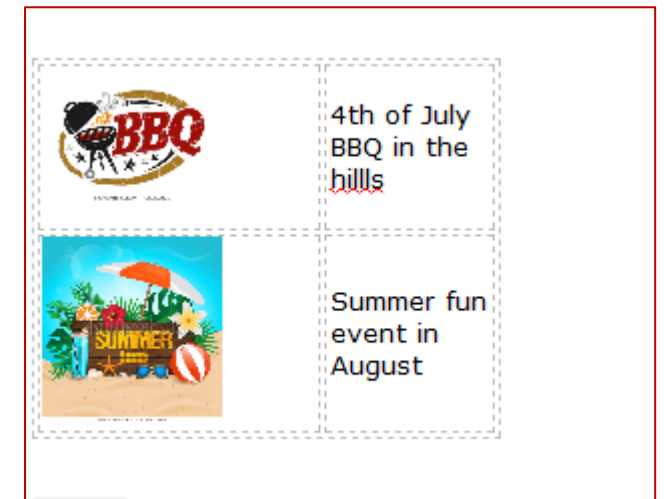 BBQ
4th of July
BBQ in the
hillls
SUMMER
Summer fun
event in
August